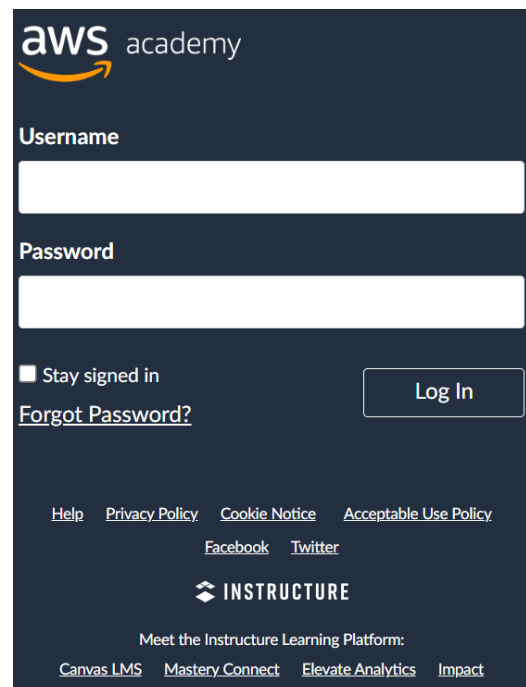 aws academy
Username
Password
Stay signed in
Log In
Forgot Password?
Help Privacy Policy Cookie Notice Acceptable Use Policy
Facebook Twitter
INSTRUCTURE
Meet the Instructure Learning Platform:
Canvas LMS Mastery Connect Elevate Analytics Impact